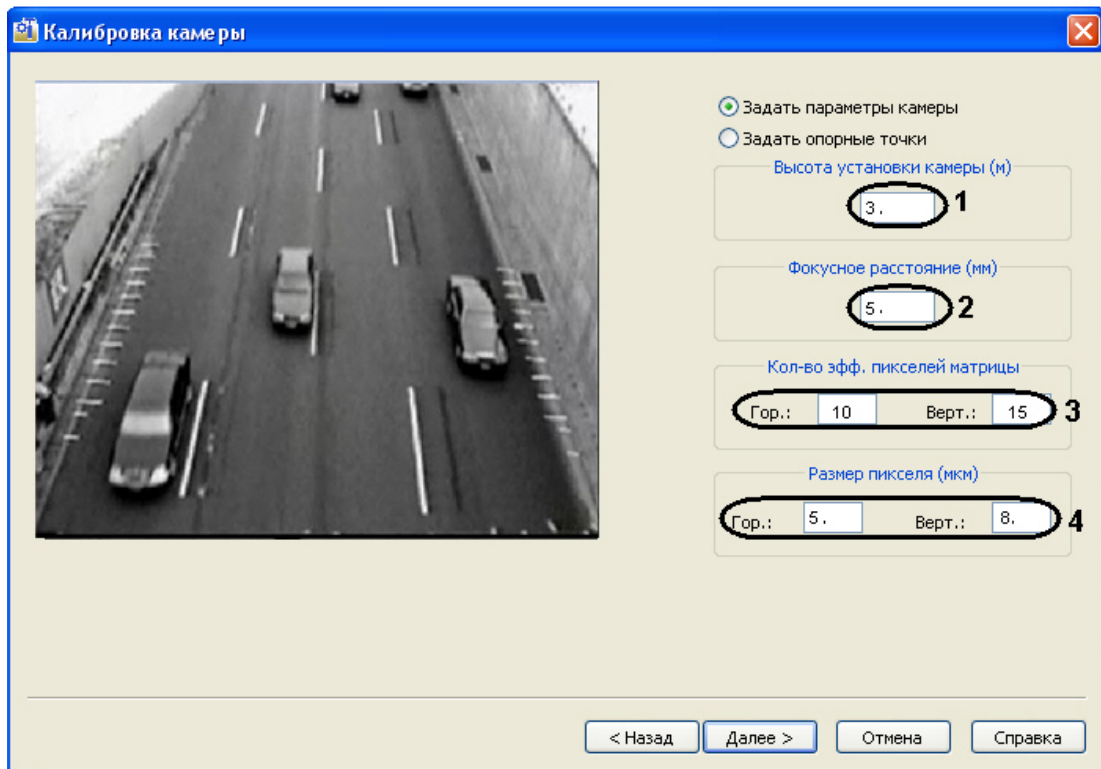 Калибровка камеры
Задать параметры камеры
Задать опорные точки
Высота установки камеры (м)
3. 1
Фокусное расстояние (мм)
5. 2
Кол-во эфф. пикселей матрицы
Гор.: 10 Верт.: 15 3
Размер пикселя (мкм)
Гор.: 5. Верт.: 8. 4
< Назад Далее > Отмена Справка